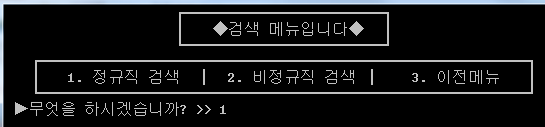 ◆검색 메뉴입니다◆
1. 정규직 검색 | 2. 비정규직 검색 | 3. 이전메뉴
▶무엇을 하시겠습니까? >> 1